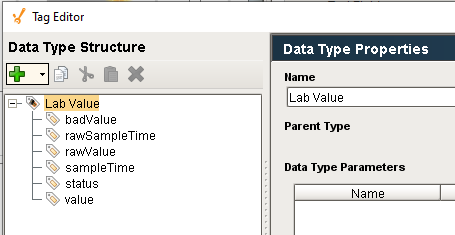 Tag Editor
Data Type Structure
Data Type Properties
Name
Lab Value
Parent Type
Data Type Parameters
Name
Lab Value
badValue
rawSampleTime
rawValue
sampleTime
status
value